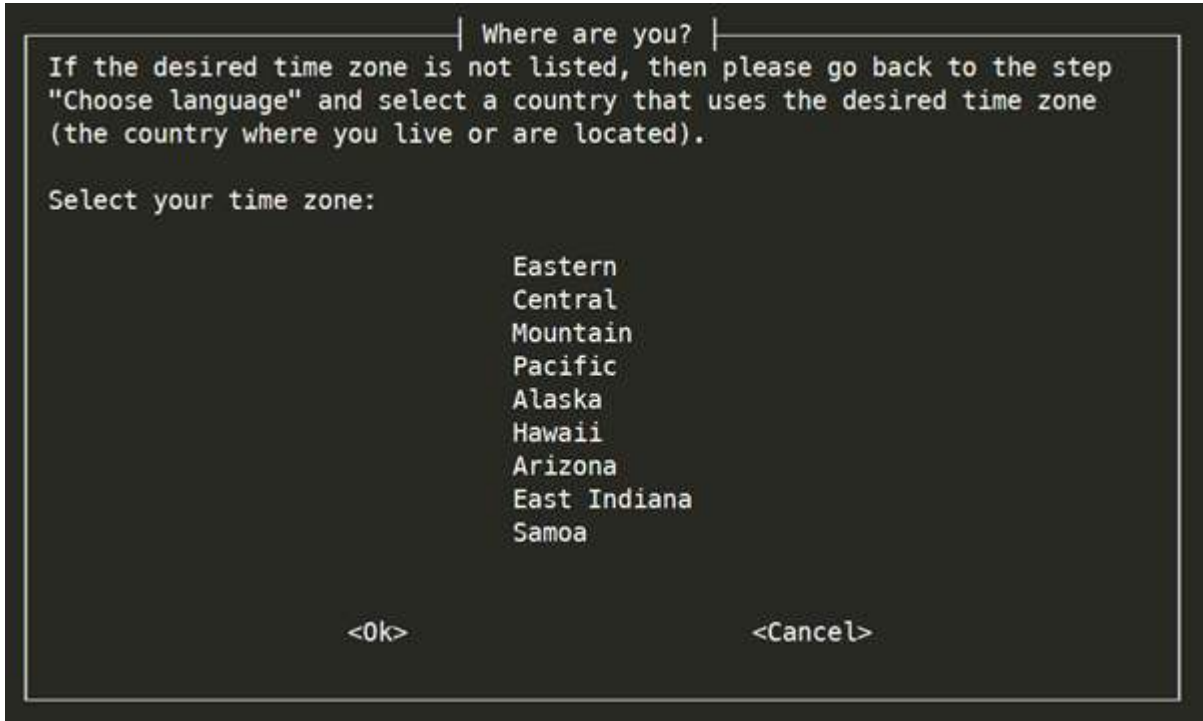 Where are you?
If the desired time zone is not listed, then please go back to the step
"Choose language" and select a country that uses the desired time zone
(the country where you live or are located).
Select your time zone:
Eastern
Central
Mountain
Pacific
Alaska
Hawaii
Arizona
East Indiana
Samoa
<Ok> <Cancel>